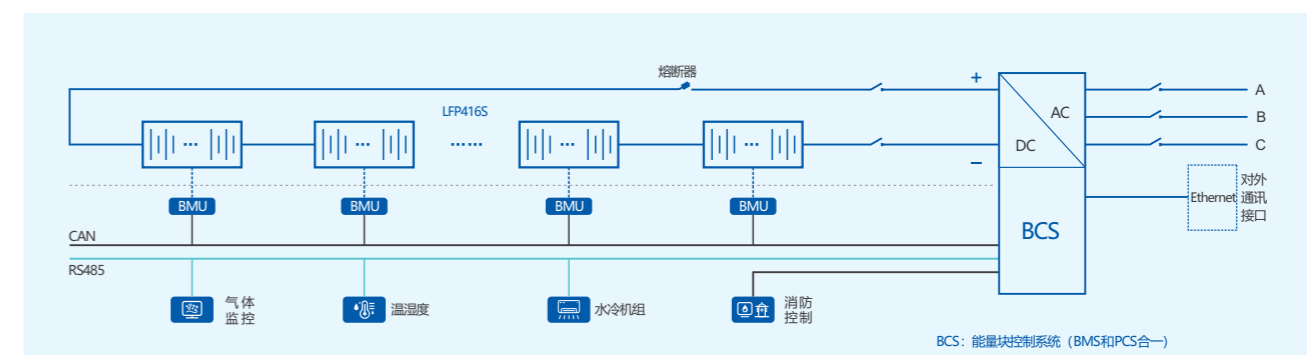 熔断器
+
A
LFP416S
AC
B
……
DC
C
−
BMU
BMU
BMU
BMU
Ethernet
对外
通讯
接口
CAN
BCS
RS485
气体
监控
温湿度
水冷机组
消防
控制
BCS：能量块控制系统（BMS和PCS合一)